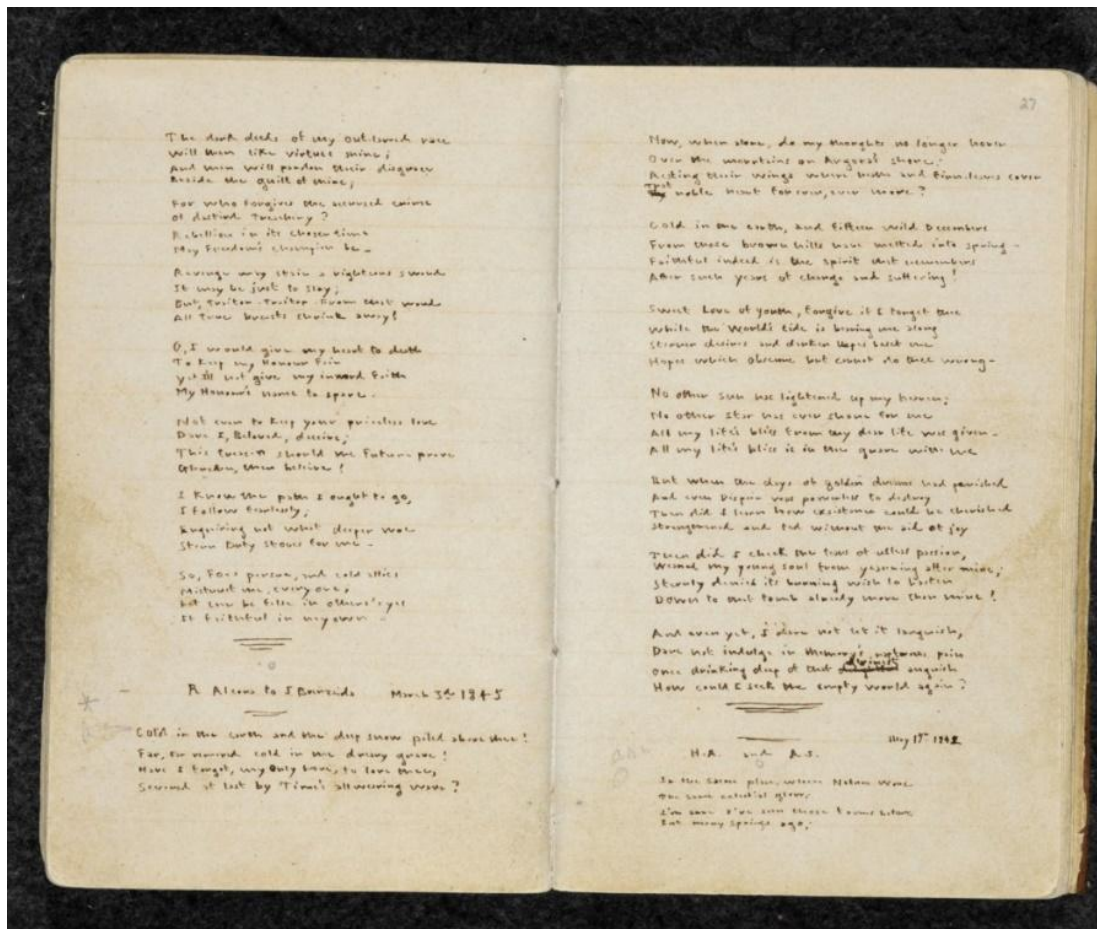 The dark deeds of my outlawed race
Will then like virtues shine;
And men will pardon their disgrace
Beside the guilt of mine;
For who forgives the accursed crime
Of dastard treachery?
Rebellion in its chosen time
May Freedom's champion be -
Revenge may stain a righteous sword
It may be just to slay;
But, Traitor - Traitor - From that word
All true breasts shrink away!
O, I would give my heart to death
To keep my Honour fair
Yet I'll not give my inward Faith
My Honour's name to spare -
Not even to keep your priceless love
Dare I, Beloved, deceive;
This treason should the Future prove
then believe!
I know the path I ought to go,
I follow fearlessly,
Enquiring not what deeper woe
Stern Duty stores for me -
So, Foes pursue, and cold allies
Mistrust me, every one;
Let me be false in others' eyes
If faithful in my own -
R Alcona to J Brenzaida March 3d 1845
Cold in the earth and the deep snow piled above thee!
Far, far removed cold in the dreary grave!
Have I forgot, my Only Love, to love thee,
Severed at last by Time's allwearing wave?
27
Now, when alone, do my thoughts no longer hover
Over the mountains on Angora's shore;
Resting their wings where heath and fern-leaves cover
That noble heart for ever, ever more?
Cold in the earth, and fifteen wild Decembers
From those brown hills have melted into spring -
Faithful indeed is the spirit that remembers
After such years of change and suffering!
Sweet Love of youth, forgive if I forget thee
While the World's tide is bearing me along
Sterner desires and darker hopes beset me
Hopes which obscure but cannot do thee wrong -
No other Sun has lightened up my heaven;
No other Star has ever shone for me
All my life's bliss from thy dear life was given -
All my life's bliss is in the grave with thee
But when the days of golden dreams had perished
And even Despair was powerless to destroy
Then did I learn how existence could be cherished
Strengthened and fed without the aid of joy
Then did I check the tears of useless passion,
Weaned my young soul from yearning after thine;
Sternly denied its burning wish to hasten
Down to that tomb already more than mine!
And even yet, I dare not let it languish,
Dare not indulge in Memory's rapturous pain
Once drinking deep of that divinest anguish
How could I seek the empty world again?
May 17th 1842
H.A. and A.S.
In the same place, when Nature wore
The same celestial glow;
I'm sure I've seen those forms before
But many springs ago;